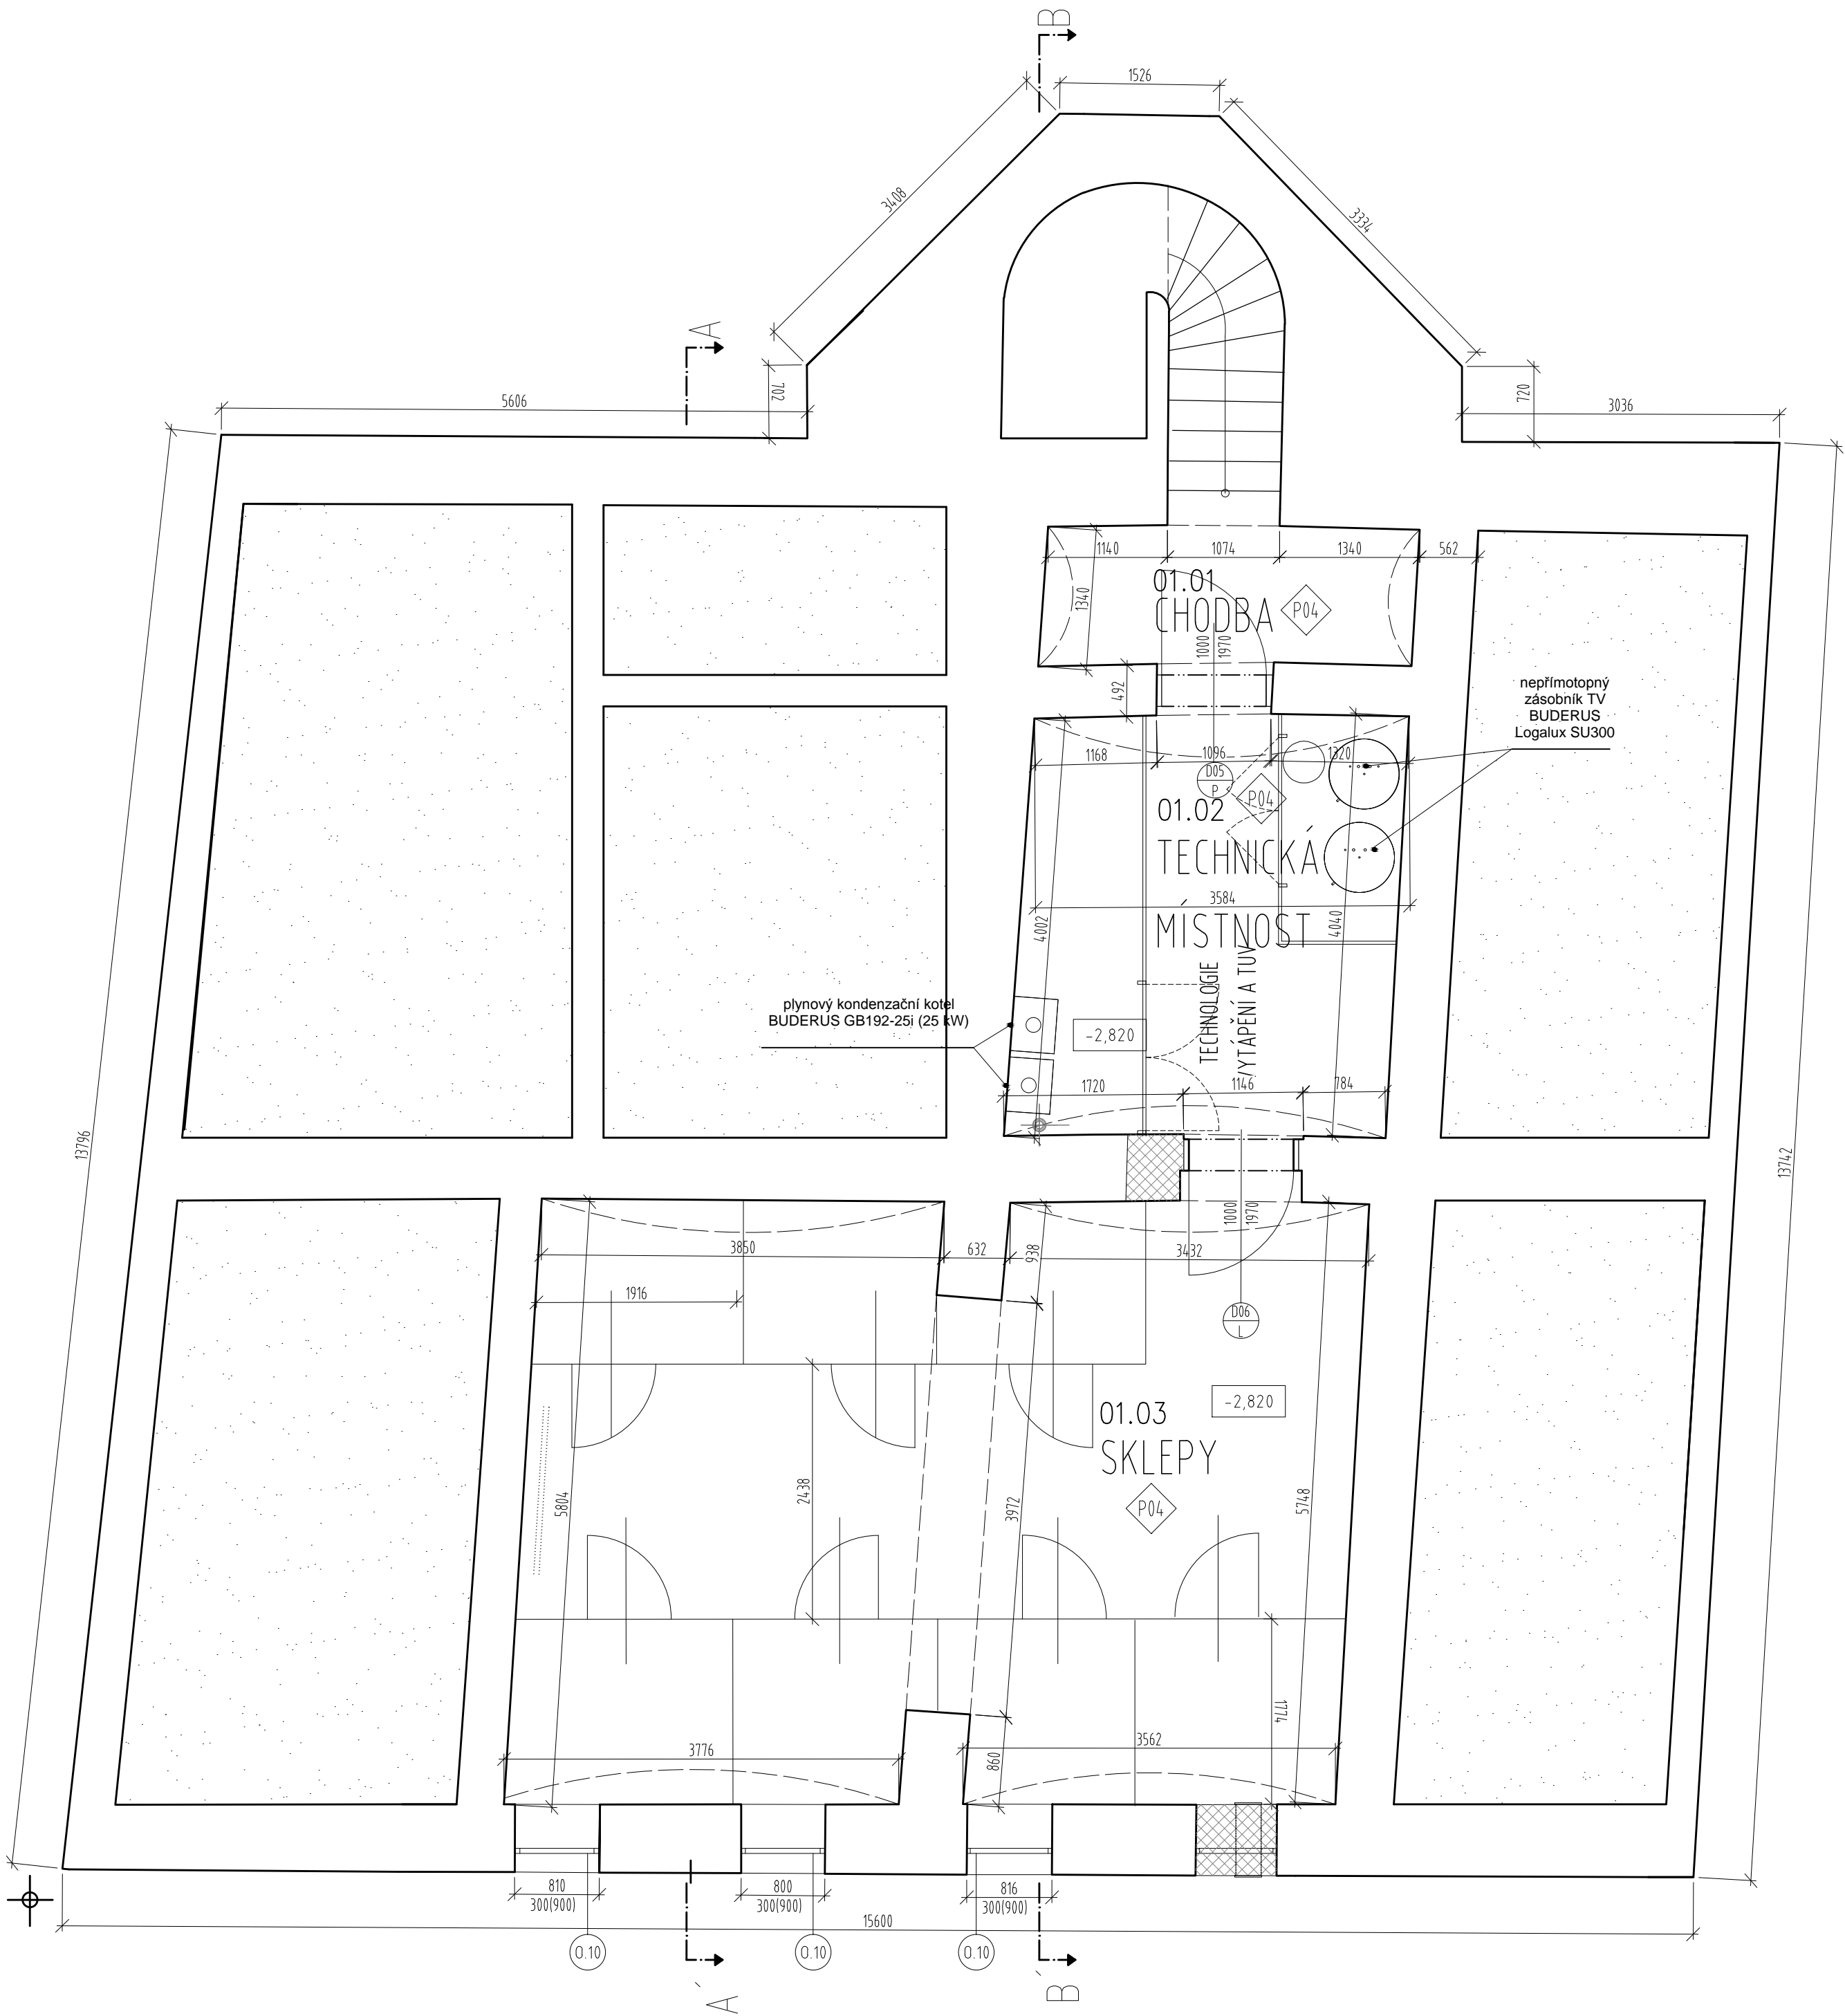 B
1526
3408
3334
A
702
720
5606
3036
1140
1074
1340
562
1340
01.01
CHODBA
P04
1000
1970
492
nepřímotopný
zásobník TV
BUDERUS
Logalux SU300
1168
1096
1320
D05
P
P04
01.02
TECHNICKÁ
MÍSTNOST
3584
4002
4040
TECHNOLOGIE
VYTÁPĚNÍ A TUV
plynový kondenzační kotel
BUDERUS GB192-25i (25 kW)
-2,820
1720
1146
784
13796
13742
1000
1970
3850
632
938
3432
1916
D06
L
-2,820
01.03
SKLEPY
P04
5804
2438
3972
5748
1774
3776
3562
860
810
300(900)
800
300(900)
816
300(900)
15600
0.10
0.10
0.10
A´
B´